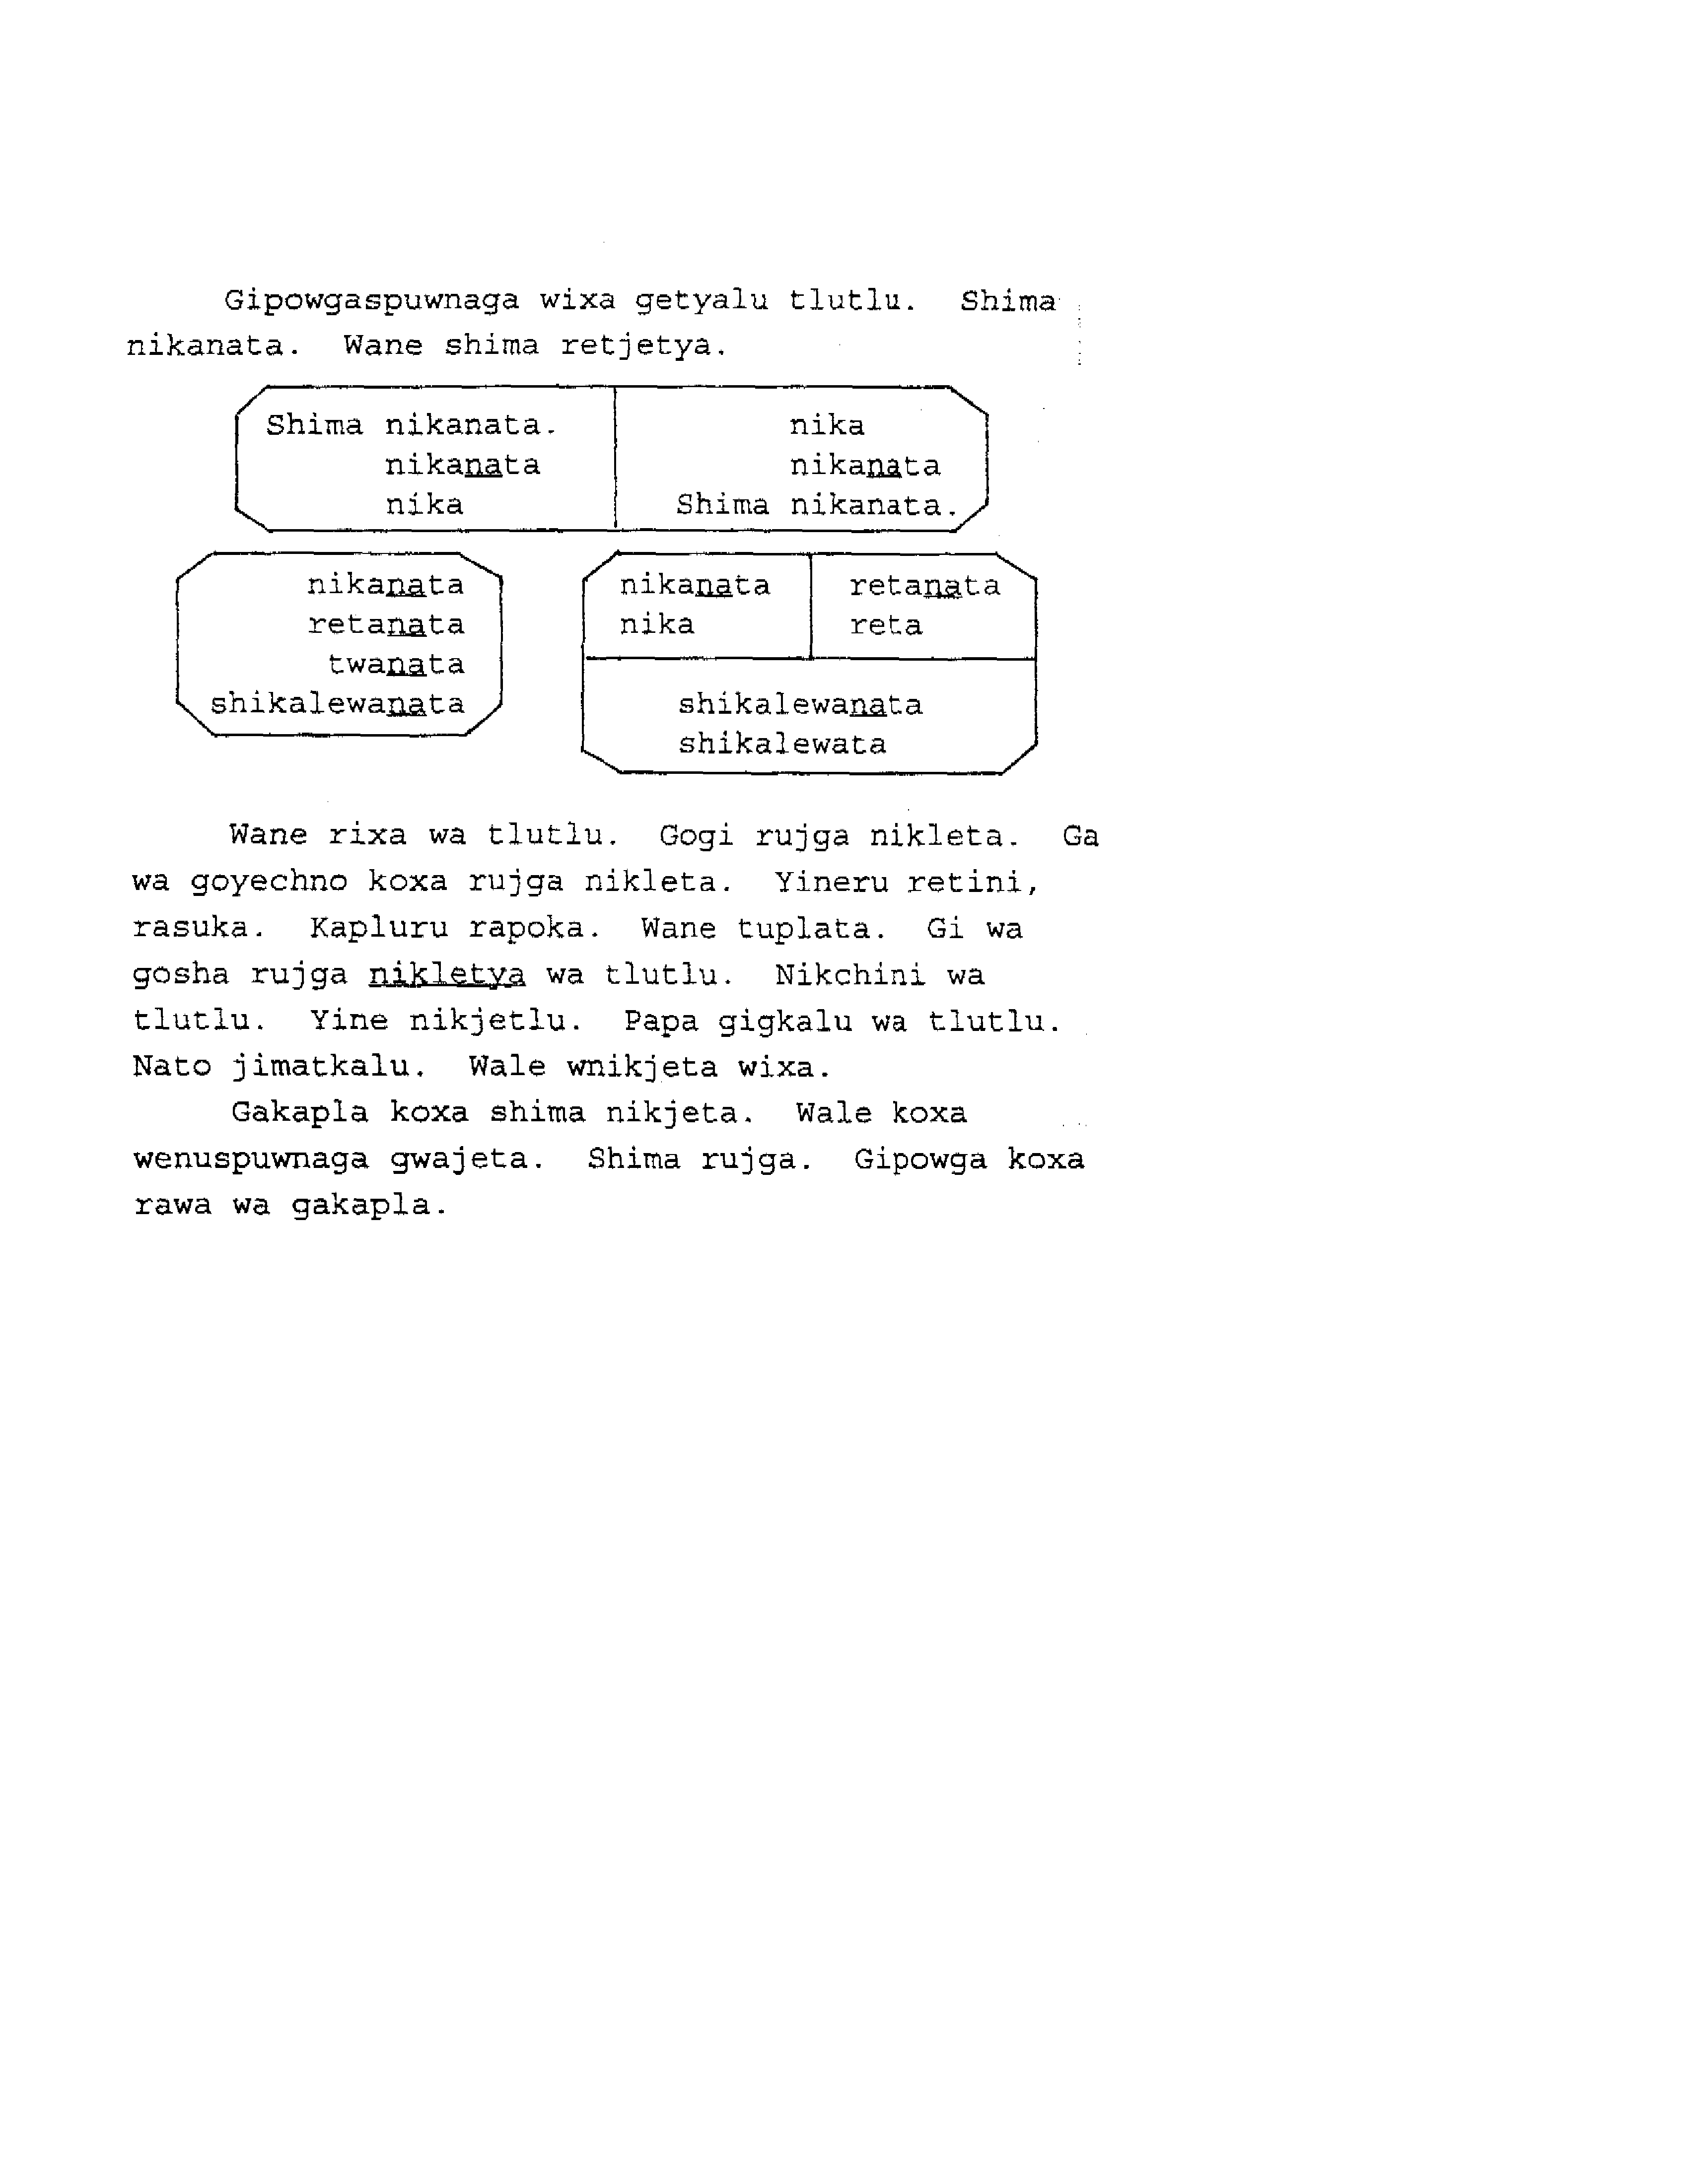 Gipowgaspuwnaga wixa getyalu tlutlu. Shima
nikanata. Wane shima retjetya.
Shima nikanata.
nikanata
nika
nika
nikanata
Shima nikanata.
nikanata
retanata
twanata
shikalewanata
nikanata
nika
retanata
reta
shikalewanata
shikalewata
Wane rixa wa tlutlu. Gogi rujga nikleta. Ga
wa goyechno koxa rujga nikleta. Yineru retini,
rasuka. Kapluru rapoka. Wane tuplata. Gi wa
gosha rujga nikletya wa tlutlu. Nikchini wa
tlutlu. Yine nikjetlu. Papa gigkalu wa tlutlu.
Nato jimatkalu. Wale wnikjeta wixa.
Gakapla koxa shima nikjeta. Wale koxa
wenuspuwnaga gwajeta. Shima rujga. Gipowga koxa
rawa wa gakapla.